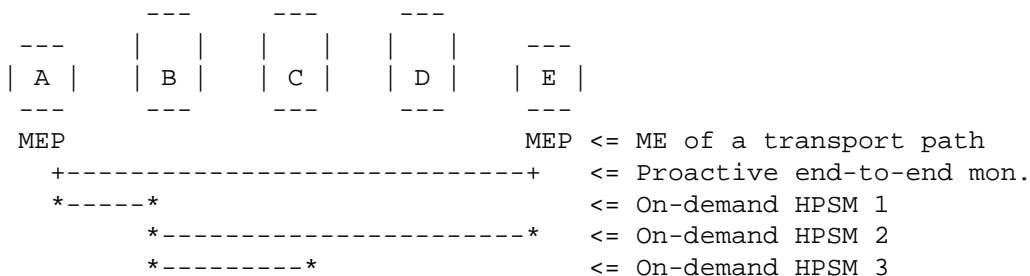 ---       ---       ---
 ---      |   |     |   |     |   |      ---
| A |     | B |     | C |     | D |     | E |
 ---       ---       ---       ---       ---
 MEP                                     MEP <= ME of a transport path
   +-----------------------------+   <= Proactive end-to-end mon.
   *-----*                           <= On-demand HPSM 1
         *-----------------------*   <= On-demand HPSM 2
         *---------*                 <= On-demand HPSM 3